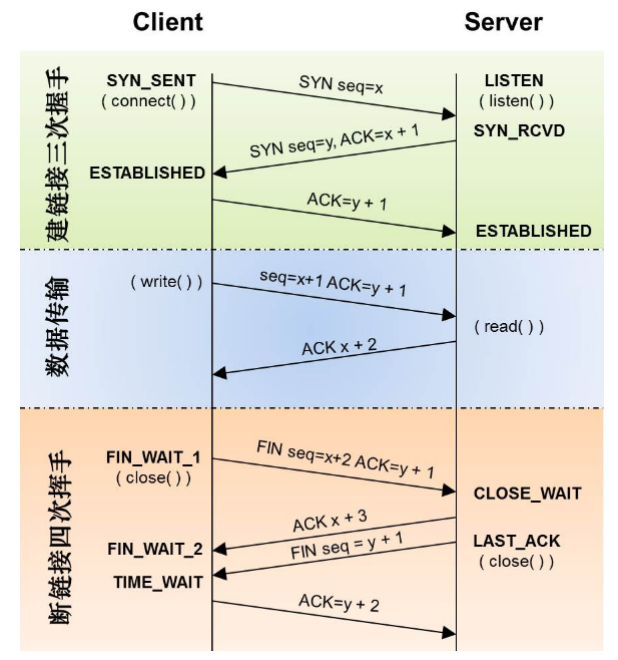 Client
Server
建链接三次握手
SYN_SENT
( connect( ) )
SYN seq=x
LISTEN
( listen( ) )
SYN seq=y, ACK=x + 1
SYN_RCVD
ESTABLISHED
ACK=y + 1
ESTABLISHED
数据传输
( write( ) )
seq=x+1 ACK=y + 1
( read( ) )
ACK x + 2
断链接四次挥手
FIN_WAIT_1
( close( ) )
FIN seq=x+2 ACK=y + 1
CLOSE_WAIT
ACK x + 3
FIN_WAIT_2
FIN seq = y + 1
LAST_ACK
( close( ) )
TIME_WAIT
ACK=y + 2